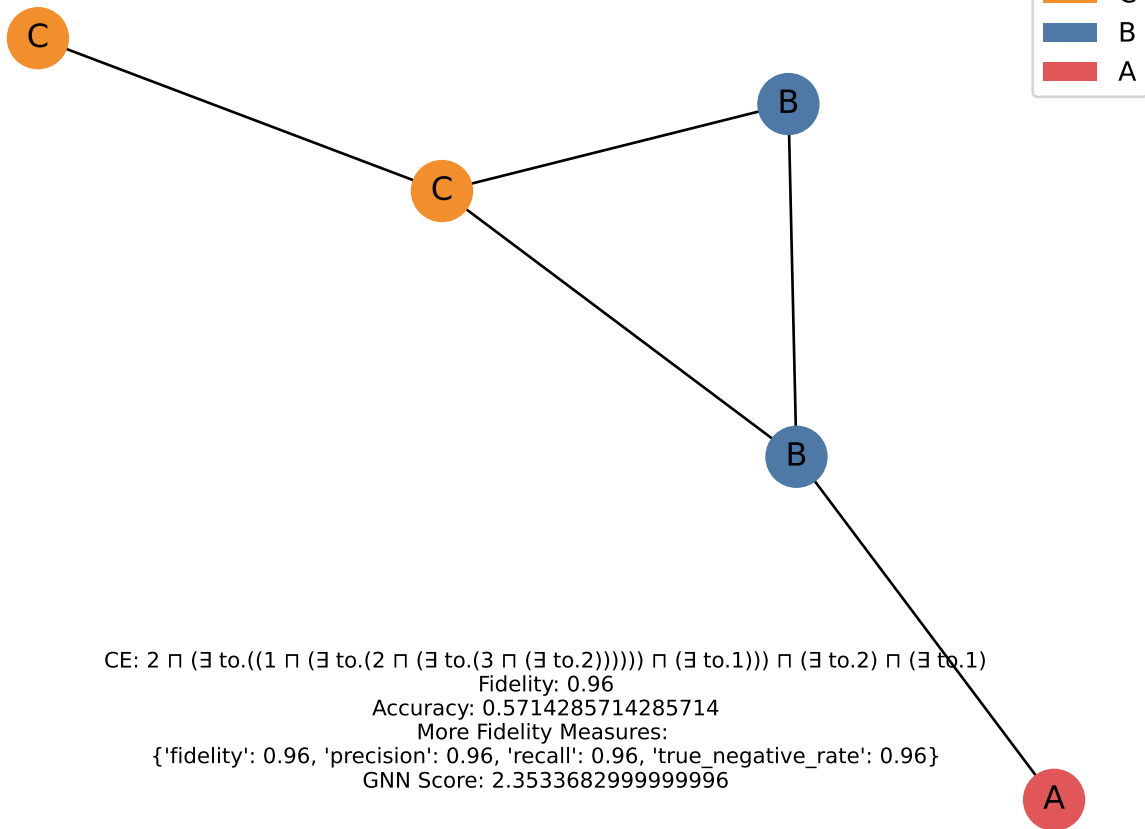 C
C
B
B
A
C
B
B
A
CE: 2 ⊓ (∃ to.((1 ⊓ (∃ to.(2 ⊓ (∃ to.(3 ⊓ (∃ to.2)))))) ⊓ (∃ to.1))) ⊓ (∃ to.2) ⊓ (∃ to.1)
Fidelity: 0.96
Accuracy: 0.5714285714285714
More Fidelity Measures:
{'fidelity': 0.96, 'precision': 0.96, 'recall': 0.96, 'true_negative_rate': 0.96}
GNN Score: 2.3533682999999996